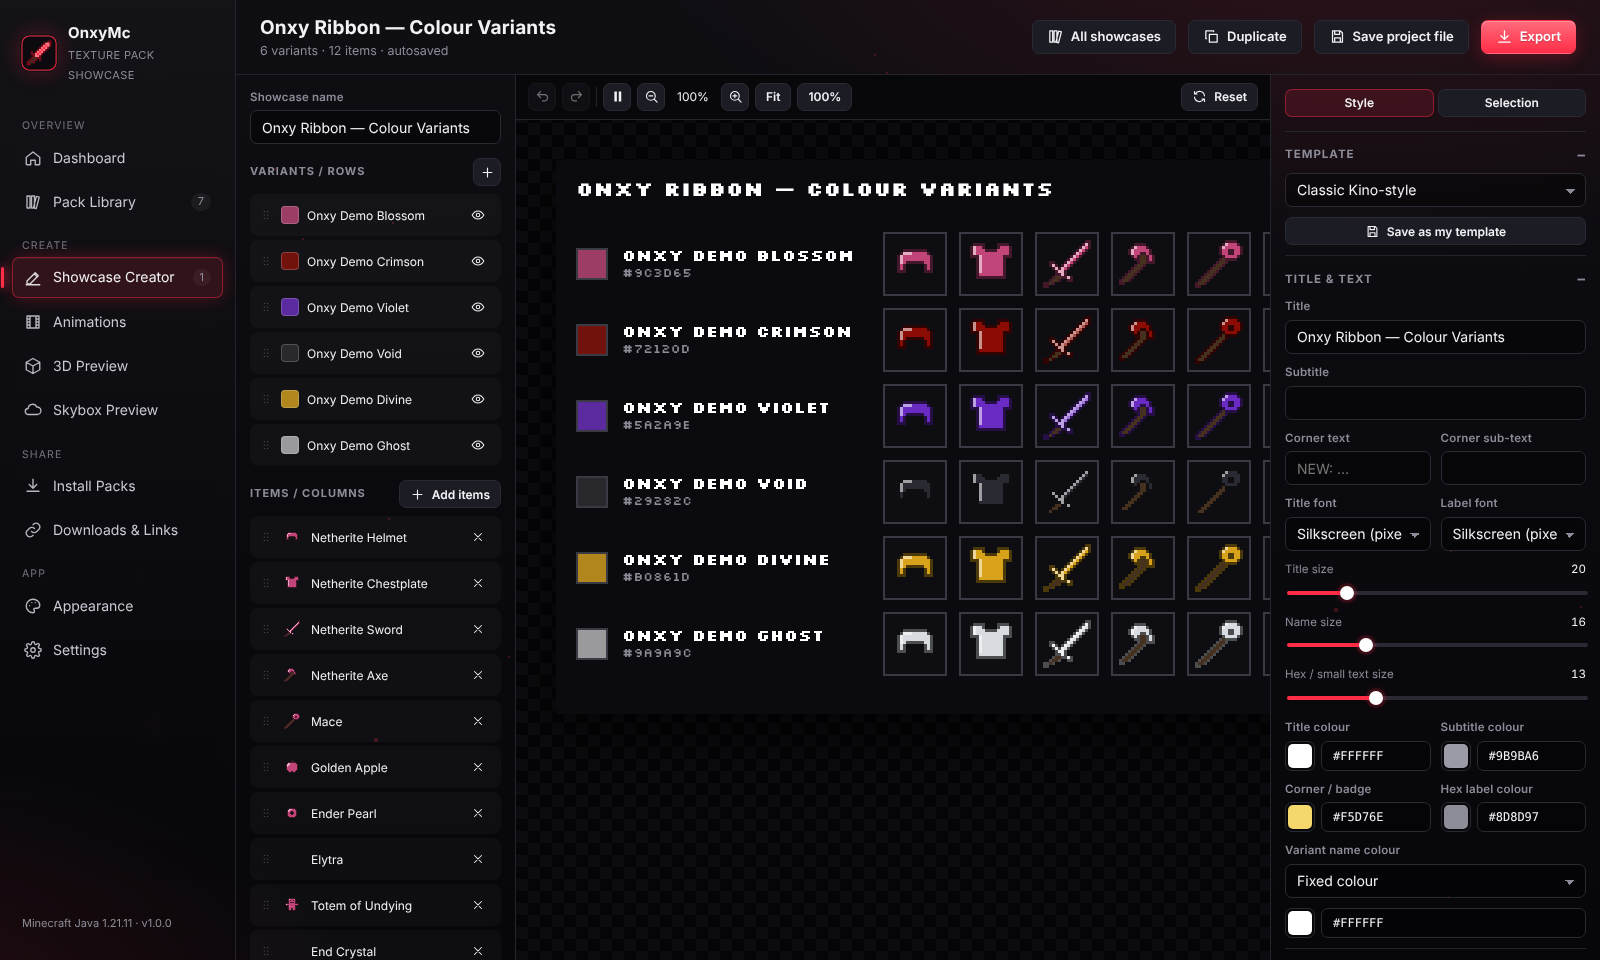 OnxyMc
TEXTURE PACK
SHOWCASE
OVERVIEW
Dashboard
Pack Library 7
CREATE
Showcase Creator 1
Animations
3D Preview
Skybox Preview
SHARE
Install Packs
Downloads & Links
APP
Appearance
Settings
Minecraft Java 1.21.11 · v1.0.0
Onxy Ribbon — Colour Variants
6 variants · 12 items · autosaved
All showcases
Duplicate
Save project file
Export
Showcase name
Onxy Ribbon — Colour Variants
VARIANTS / ROWS
Onxy Demo Blossom
Onxy Demo Crimson
Onxy Demo Violet
Onxy Demo Void
Onxy Demo Divine
Onxy Demo Ghost
ITEMS / COLUMNS
Add items
Netherite Helmet
Netherite Chestplate
Netherite Sword
Netherite Axe
Mace
Golden Apple
Ender Pearl
Elytra
Totem of Undying
End Crystal
100%
Fit
100%
Reset
ONXY RIBBON — COLOUR VARIANTS
ONXY DEMO BLOSSOM
#9C3D65
ONXY DEMO CRIMSON
#72120D
ONXY DEMO VIOLET
#5A2A9E
ONXY DEMO VOID
#29282C
ONXY DEMO DIVINE
#B0861D
ONXY DEMO GHOST
#9A9A9C
Style
Selection
TEMPLATE
Classic Kino-style
Save as my template
TITLE & TEXT
Title
Onxy Ribbon — Colour Variants
Subtitle
Corner text
Corner sub-text
NEW: ...
Title font
Label font
Silkscreen (pixe
Silkscreen (pixe
Title size 20
Name size 16
Hex / small text size 13
Title colour
Subtitle colour
#FFFFFF
#9B9BA6
Corner / badge
Hex label colour
#F5D76E
#8D8D97
Variant name colour
Fixed colour
#FFFFFF